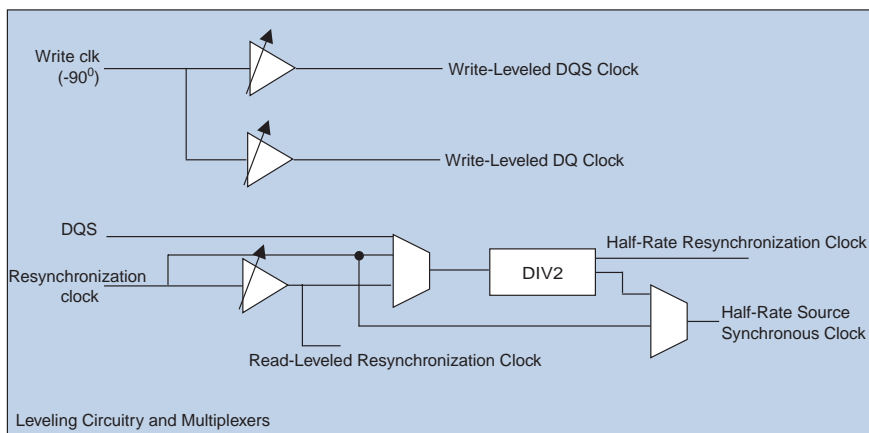 Write clk
(-90⁰)
Write-Leveled DQS Clock
Write-Leveled DQ Clock
DQS
Half-Rate Resynchronization Clock
Resynchronization
clock
DIV2
Half-Rate Source
Synchronous Clock
Read-Leveled Resynchronization Clock
Leveling Circuitry and Multiplexers